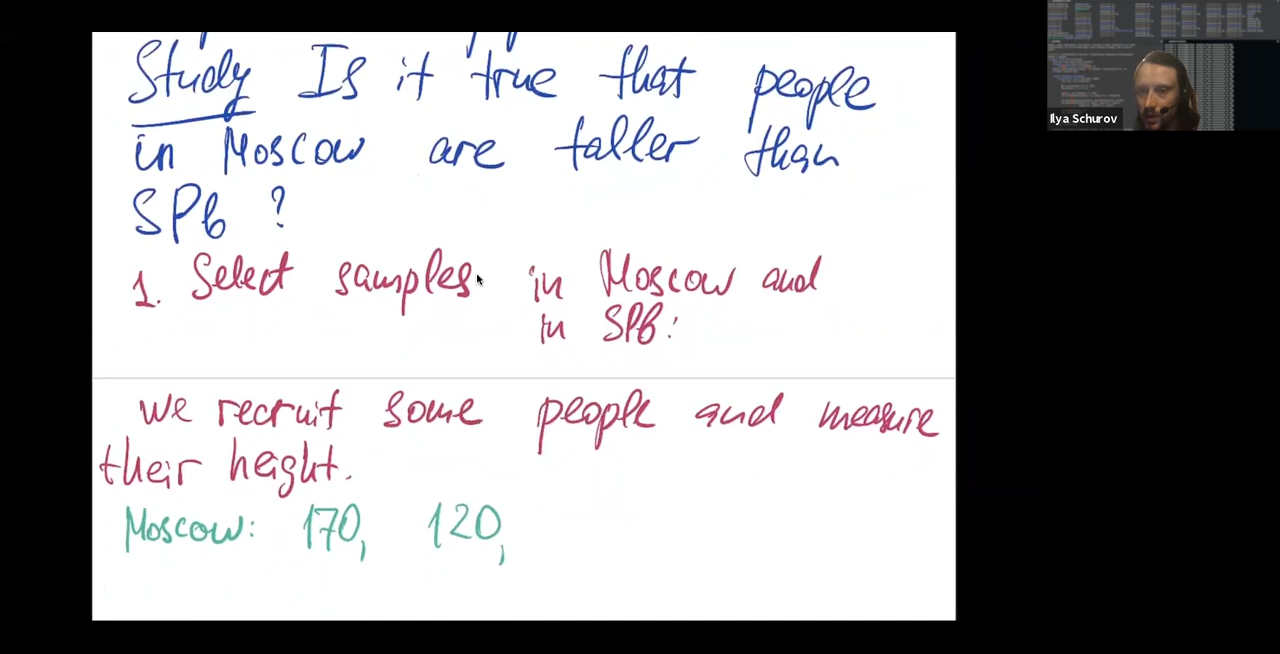 Study Is it true that people
in Moscow are taller than
SPb ?
1. Select samples in Moscow and
in SPB:
we recruit some people and measure
their height.
Moscow: 170, 120,
Ilya Schurov